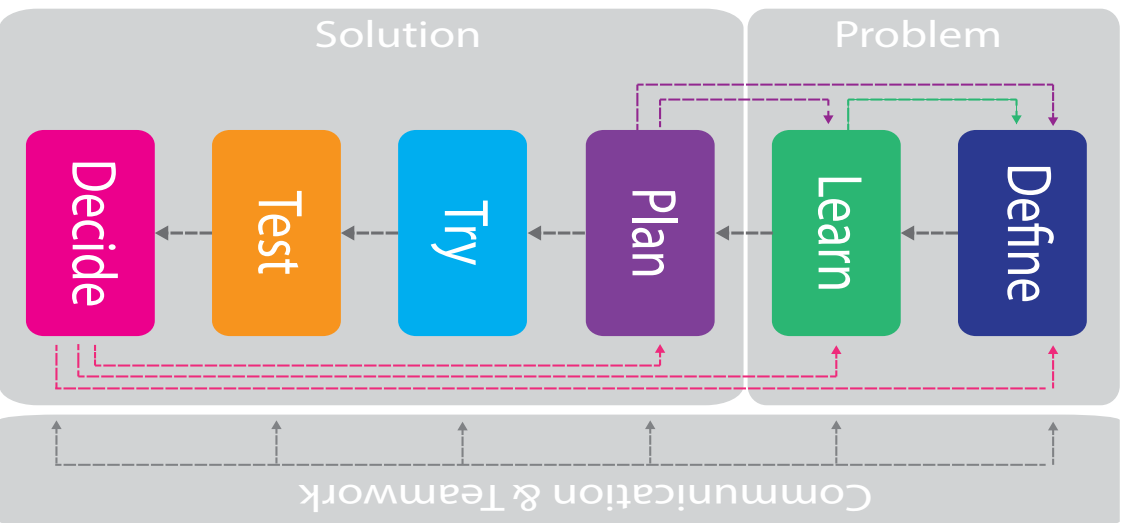 Solution
Problem
Decide
Test
Try
Plan
Learn
Define
Communication & Teamwork